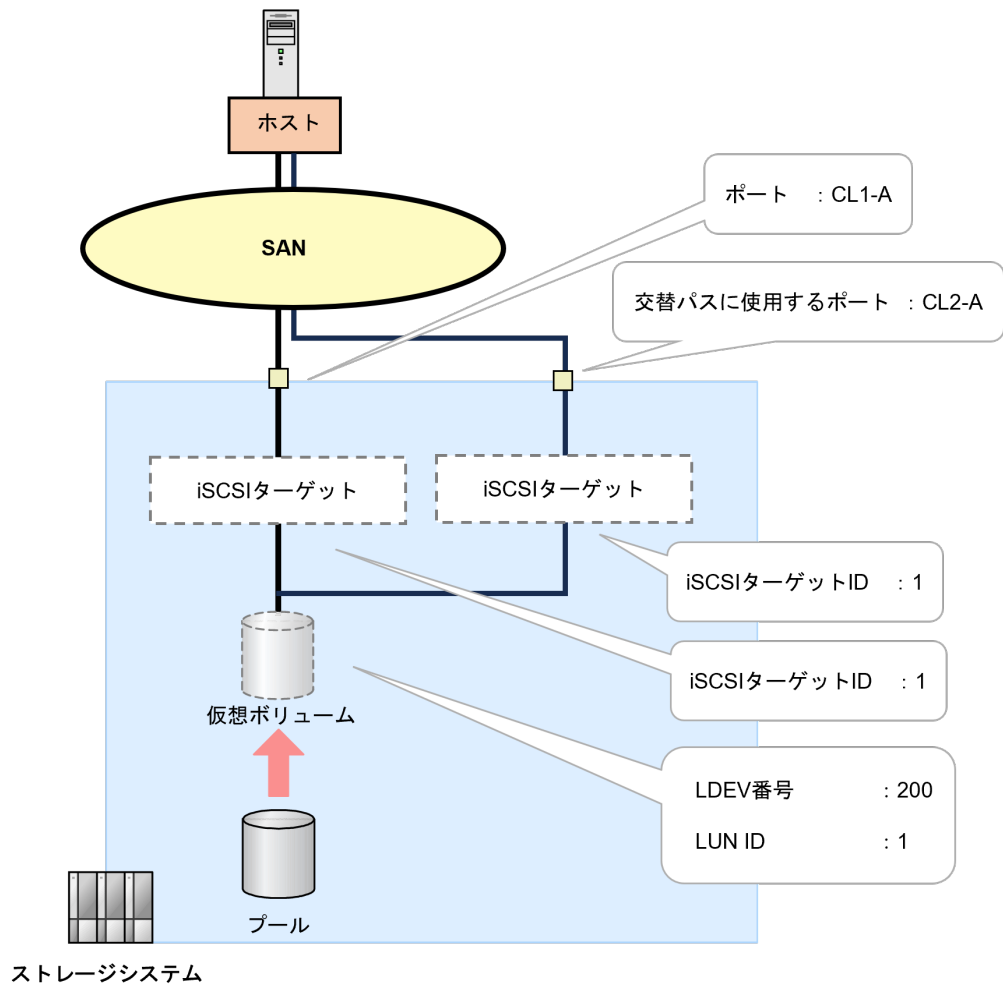 ホスト
SAN
ポート : CL1-A
交替パスに使用するポート : CL2-A
iSCSIターゲット
iSCSIターゲット
iSCSIターゲットID : 1
iSCSIターゲットID : 1
仮想ボリューム
LDEV番号 : 200
LUN ID : 1
プール
ストレージシステム